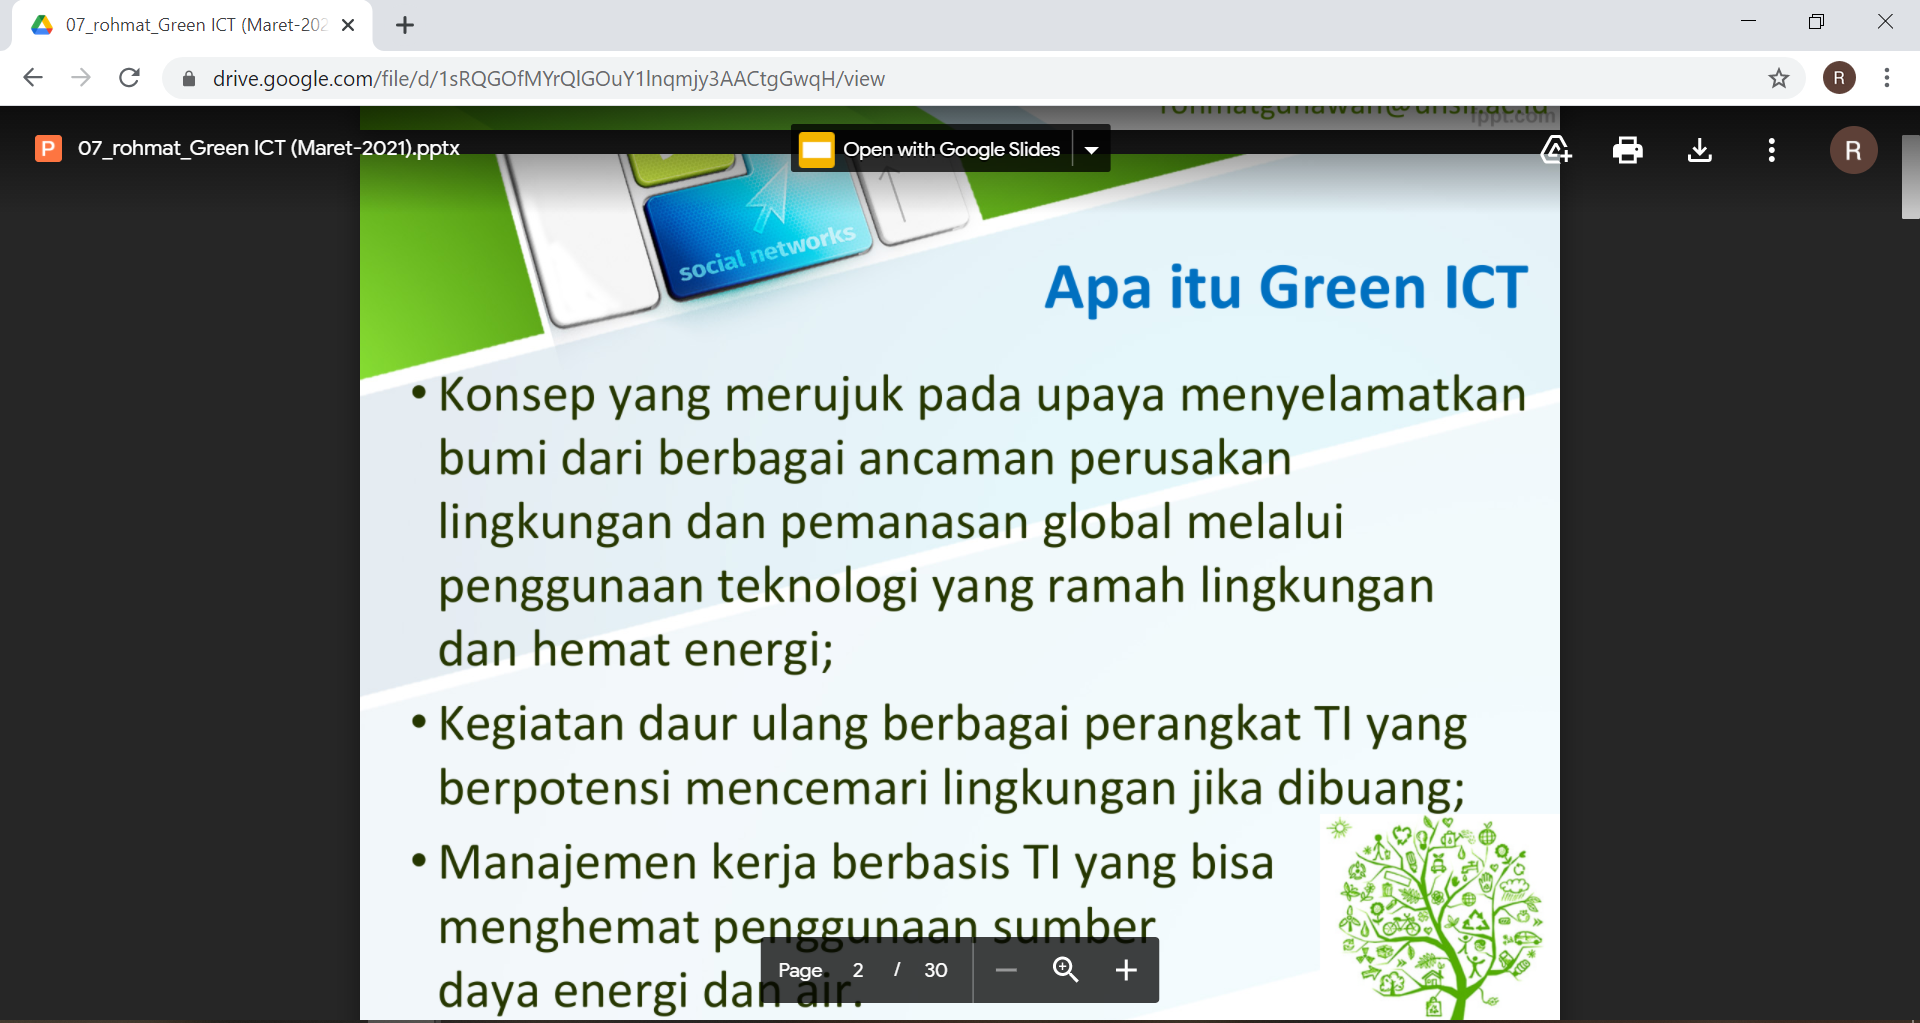 07_rohmat_Green ICT (Maret-202
drive.google.com/file/d/1sRQGOfMYrQlGOuY1lnqmjy3AACtgGwqH/view
R
fppt.com
P 07_rohmat_Green ICT (Maret-2021).pptx
Open with Google Slides
R
social networks
Apa itu Green ICT
• Konsep yang merujuk pada upaya menyelamatkan
bumi dari berbagai ancaman perusakan
lingkungan dan pemanasan global melalui
penggunaan teknologi yang ramah lingkungan
dan hemat energi;
• Kegiatan daur ulang berbagai perangkat TI yang
berpotensi mencemari lingkungan jika dibuang;
• Manajemen kerja berbasis TI yang bisa
menghemat penggunaan sumber
daya energi dan air.
Page 2 / 30